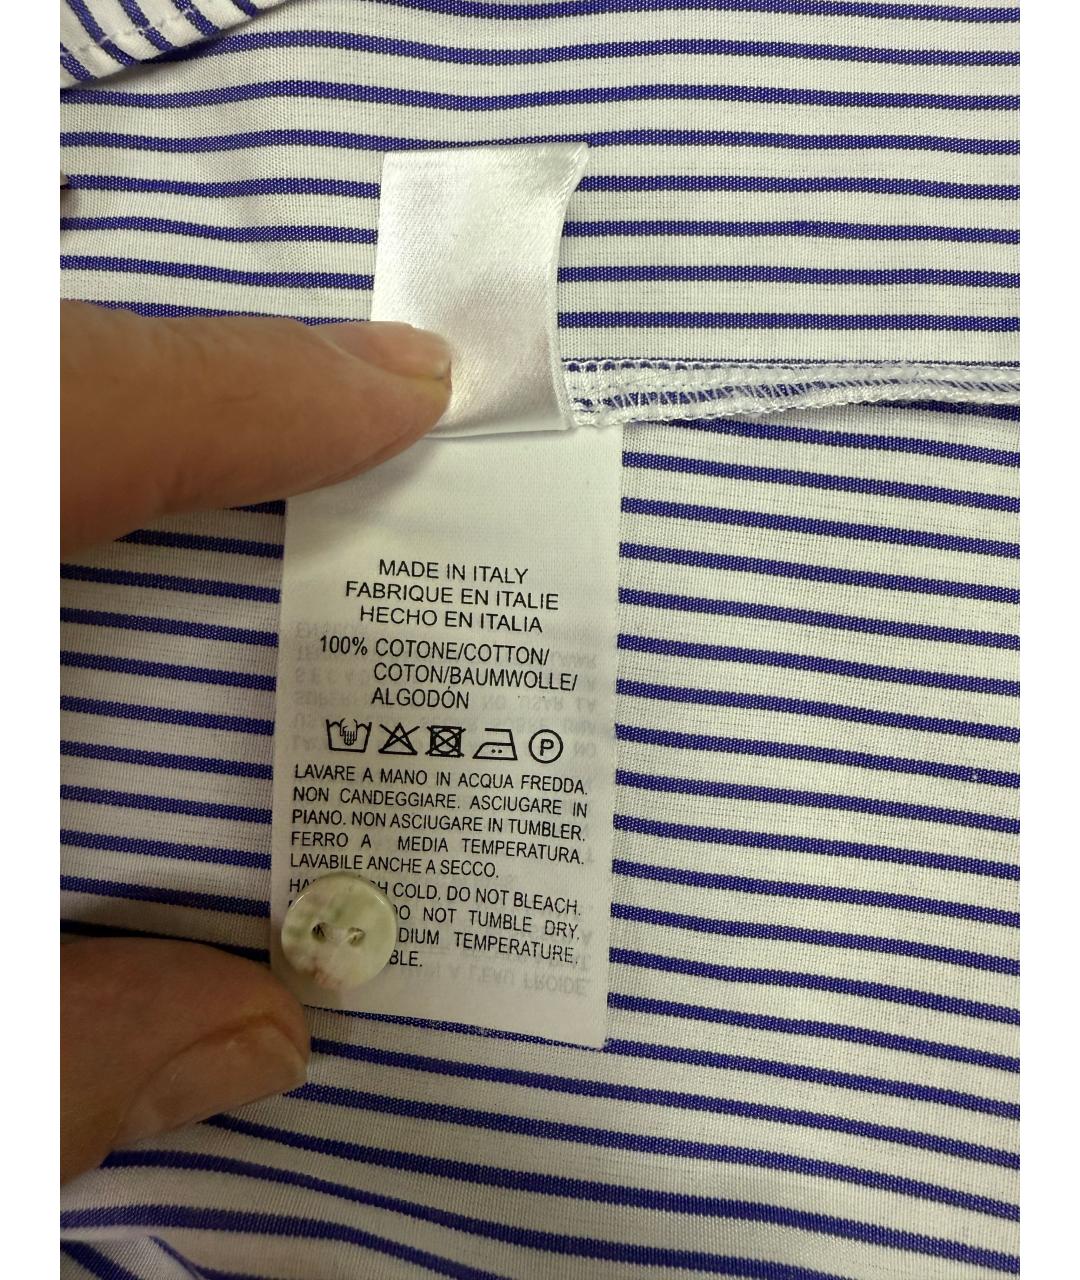 MADE IN ITALY
FABRIQUE EN ITALIE
HECHO EN ITALIA
100% COTONE/COTTON/
COTON/BAUMWOLLE/
ALGODÓN
P
LAVARE A MANO IN ACQUA FREDDA.
NON CANDEGGIARE. ASCIUGARE IN
PIANO. NON ASCIUGARE IN TUMBLER.
FERRO A MEDIA TEMPERATURA.
LAVABILE ANCHE A SECCO.
COLD. DO NOT BLEACH.
DO NOT TUMBLE DRY.
TEMPERATURE.